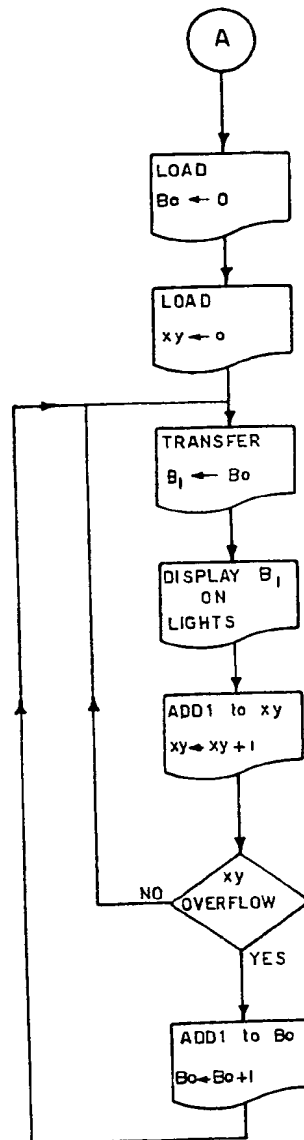 A
LOAD
Bo ← 0
LOAD
xy ← 0
TRANSFER
B₁ ← Bo
DISPLAY B₁
ON
LIGHTS
ADD1 to xy
xy ← xy + 1
xy
NO OVERFLOW
YES
ADD1 to Bo
Bo ← Bo + 1